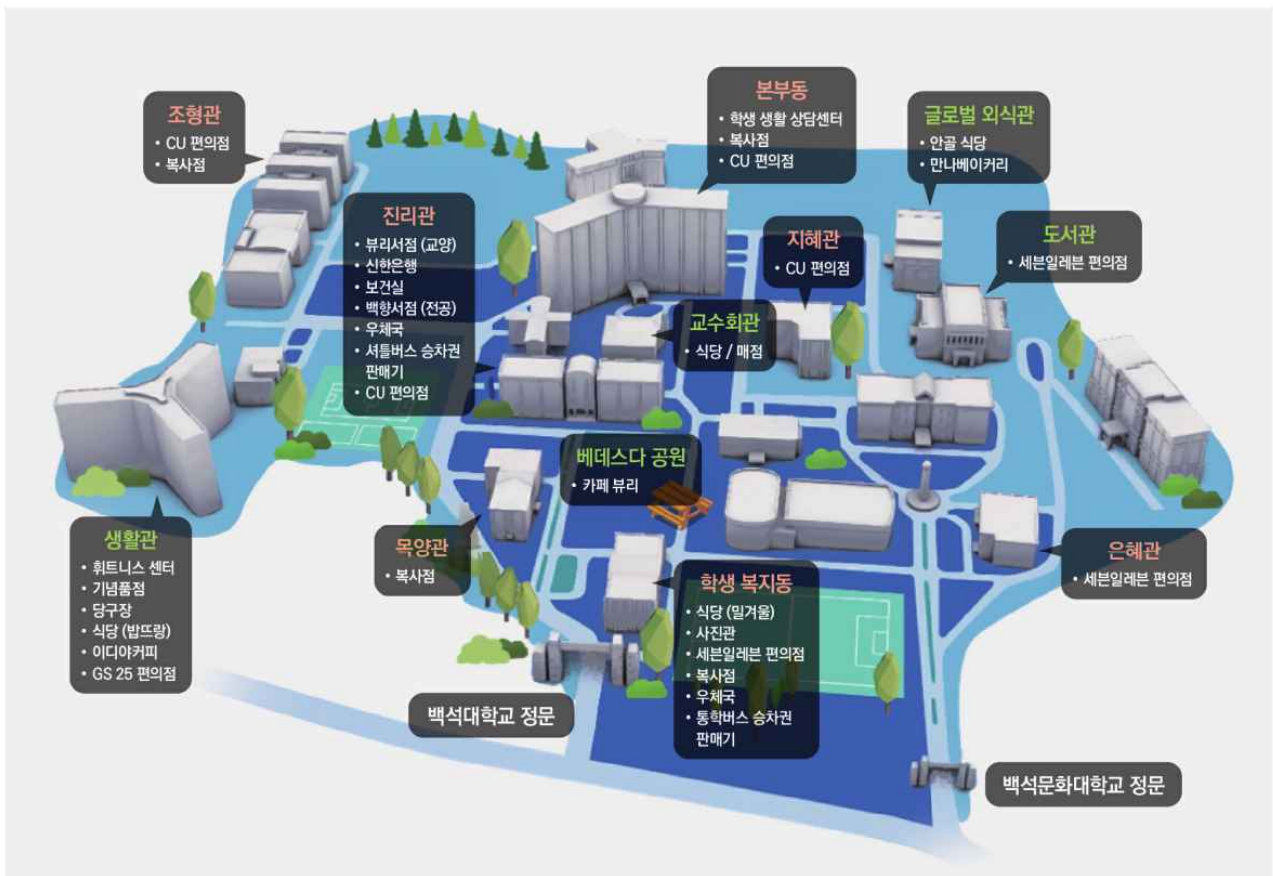 조형관
• CU 편의점
• 복사점
본부동
• 학생 생활 상담센터
• 복사점
• CU 편의점
글로벌 외식관
• 안골 식당
• 만나베이커리
진리관
• 뷰리서점 (교양)
• 신한은행
• 보건실
• 백향서점 (전공)
• 우체국
• 셔틀버스 승차권
판매기
• CU 편의점
지혜관
• CU 편의점
도서관
• 세븐일레븐 편의점
교수회관
• 식당 / 매점
베데스다 공원
• 카페 뷰리
생활관
• 휘트니스 센터
• 기념품점
• 당구장
• 식당 (밥뜨랑)
• 이디야커피
• GS 25 편의점
목양관
• 복사점
학생 복지동
• 식당 (밀겨울)
• 사진관
• 세븐일레븐 편의점
• 복사점
• 우체국
• 통학버스 승차권
판매기
은혜관
• 세븐일레븐 편의점
백석대학교 정문
백석문화대학교 정문